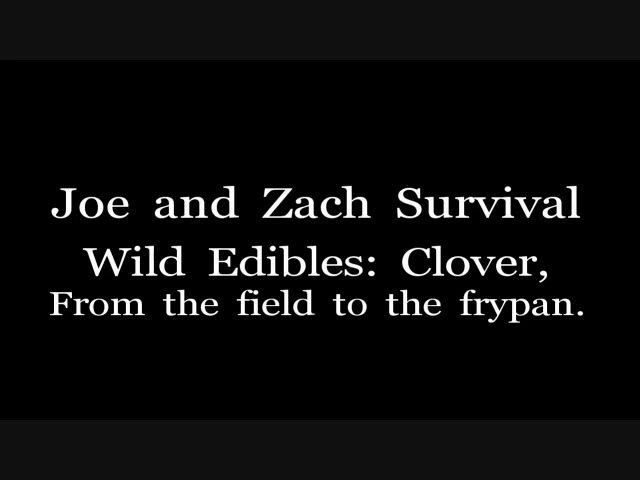 Joe and Zach Survival
Wild Edibles: Clover,
From the field to the frypan.